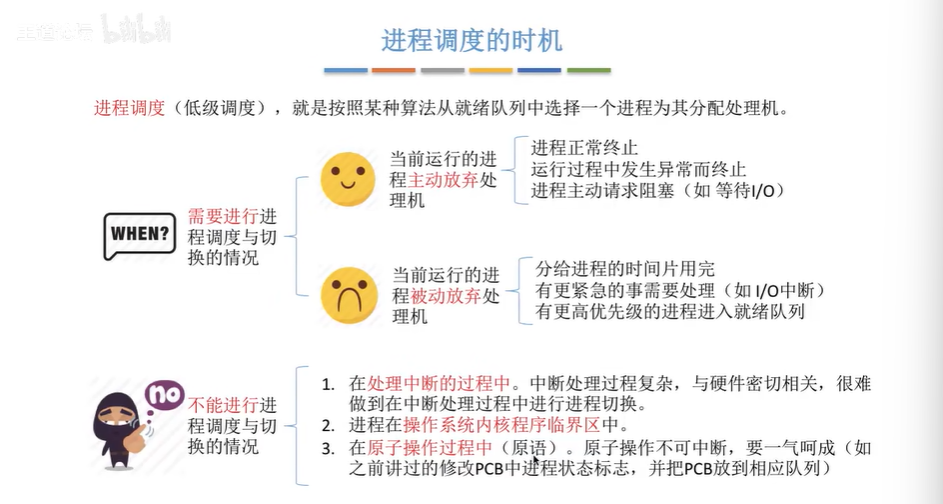 bilibili
进程调度的时机
进程调度（低级调度），就是按照某种算法从就绪队列中选择一个进程为其分配处理机。
WHEN?
需要进行进
程调度与切
换的情况
当前运行的进
程主动放弃处
理机
进程正常终止
运行过程中发生异常而终止
进程主动请求阻塞（如 等待I/O）
当前运行的进
程被动放弃处
理机
分给进程的时间片用完
有更紧急的事需要处理（如 I/O中断）
有更高优先级的进程进入就绪队列
no
不能进行进
程调度与切
换的情况
1. 在处理中断的过程中。中断处理过程复杂，与硬件密切相关，很难
做到在中断处理过程中进行进程切换。
2. 进程在操作系统内核程序临界区中。
3. 在原子操作过程中（原语）。原子操作不可中断，要一气呵成（如
之前讲过的修改PCB中进程状态标志，并把PCB放到相应队列）